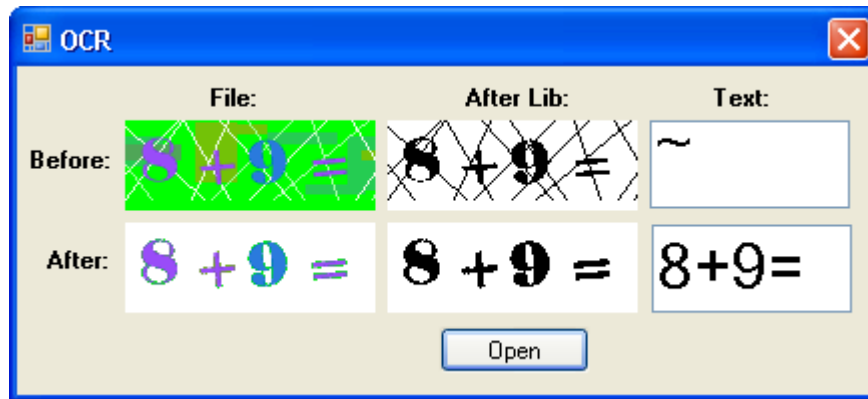 OCR
File: After Lib: Text:
Before: 8 + 9 = 8 + 9 = ~
After: 8 + 9 = 8 + 9 = 8+9=
Open